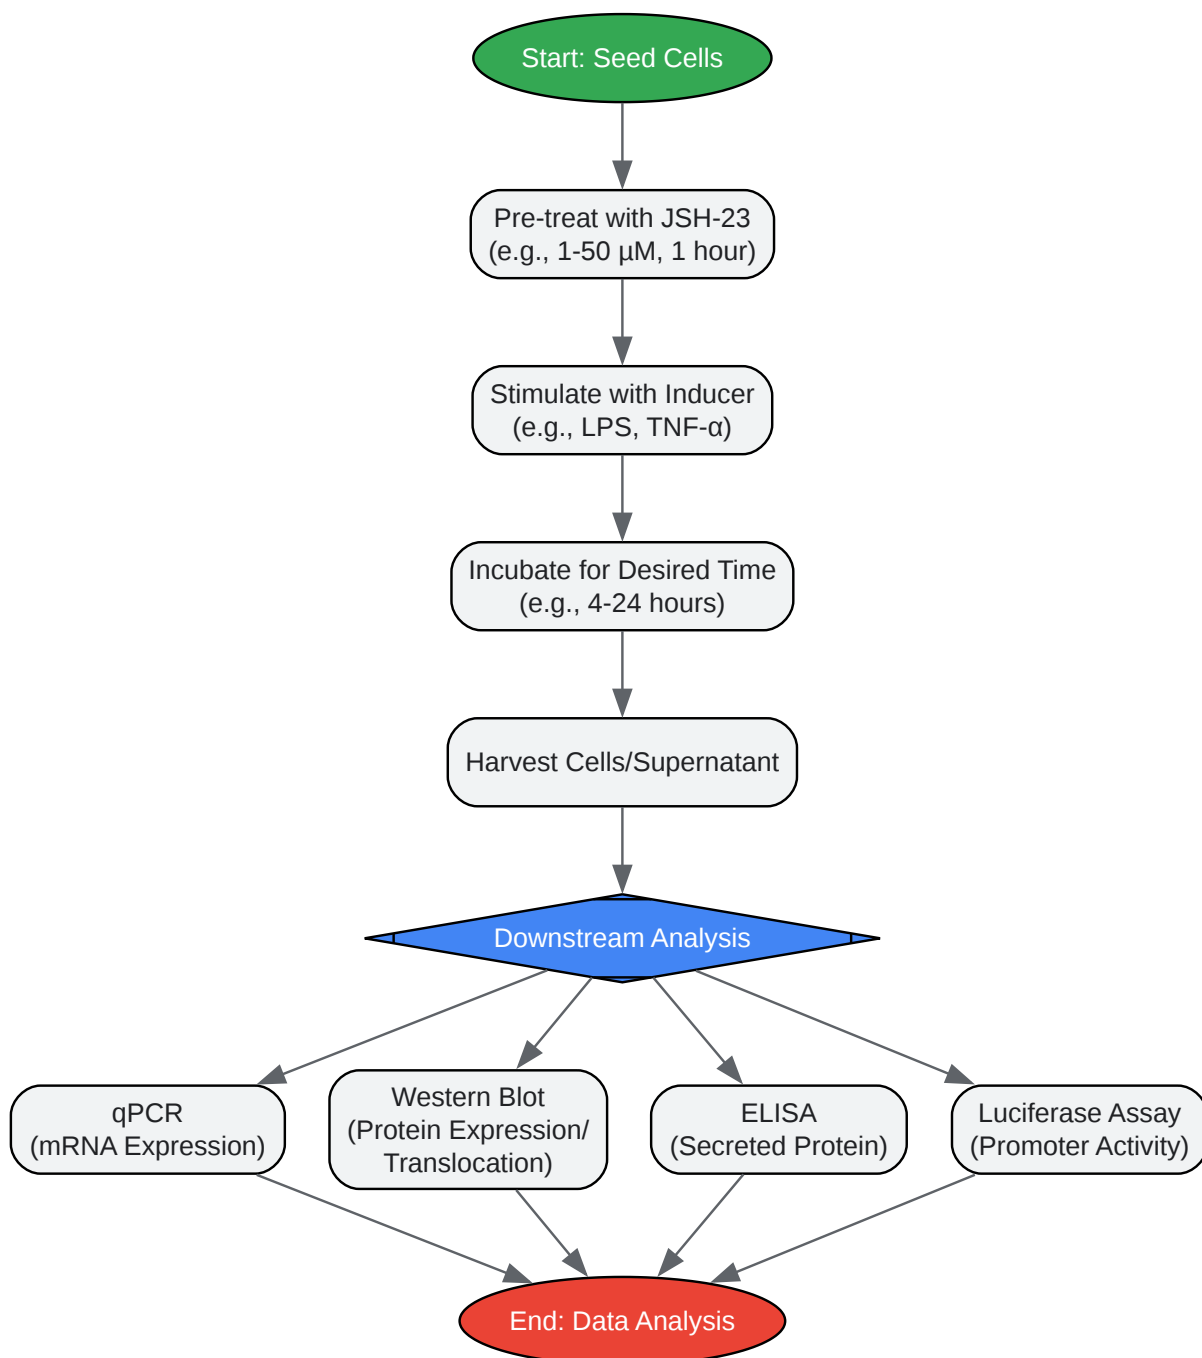 Start: Seed Cells
Pre-treat with JSH-23
(e.g., 1-50 µM, 1 hour)
Stimulate with Inducer
(e.g., LPS, TNF-α)
Incubate for Desired Time
(e.g., 4-24 hours)
Harvest Cells/Supernatant
Downstream Analysis
qPCR
(mRNA Expression)
Western Blot
(Protein Expression/
Translocation)
ELISA
(Secreted Protein)
Luciferase Assay
(Promoter Activity)
End: Data Analysis